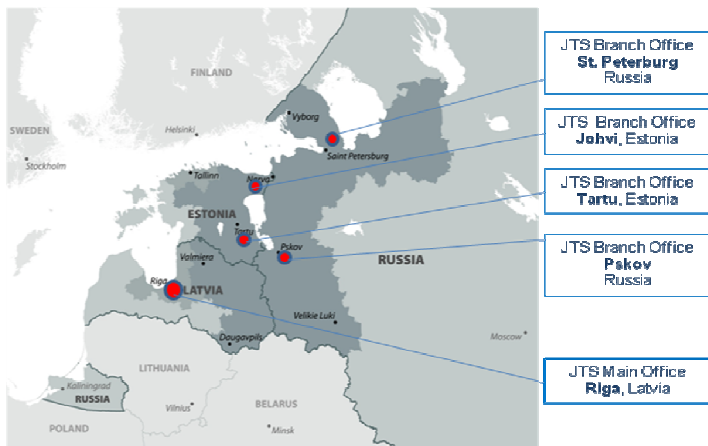 FINLAND
SWEDEN
Helsinki
Stockholm
Vyborg
Saint Petersburg
Tallinn
Narva
ESTONIA
Tartu
Pskov
Valmiera
Riga
LATVIA
RUSSIA
Velikie Luki
Daugavpils
Moscow
LITHUANIA
Kaliningrad
RUSSIA
Vilnius
BELARUS
Minsk
POLAND
JTS Branch Office
St. Peterburg
Russia
JTS Branch Office
Johvi, Estonia
JTS Branch Office
Tartu, Estonia
JTS Branch Office
Pskov
Russia
JTS Main Office
Riga, Latvia